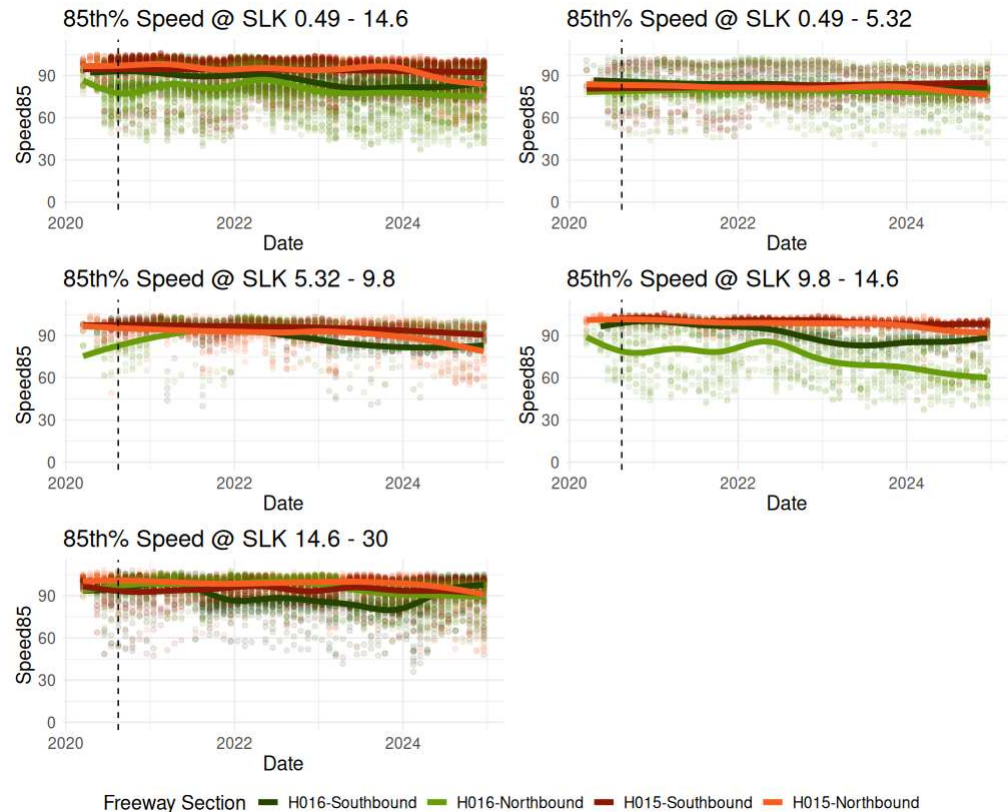 85th% Speed @ SLK 0.49 - 14.6
Speed85
90
60
30
0
2020
2022
2024
Date
85th% Speed @ SLK 0.49 - 5.32
Speed85
90
60
30
0
2020
2022
2024
Date
85th% Speed @ SLK 5.32 - 9.8
Speed85
90
60
30
0
2020
2022
2024
Date
85th% Speed @ SLK 9.8 - 14.6
Speed85
90
60
30
0
2020
2022
2024
Date
85th% Speed @ SLK 14.6 - 30
Speed85
90
60
30
0
2020
2022
2024
Date
Freeway Section H016-Southbound H016-Northbound H015-Southbound H015-Northbound